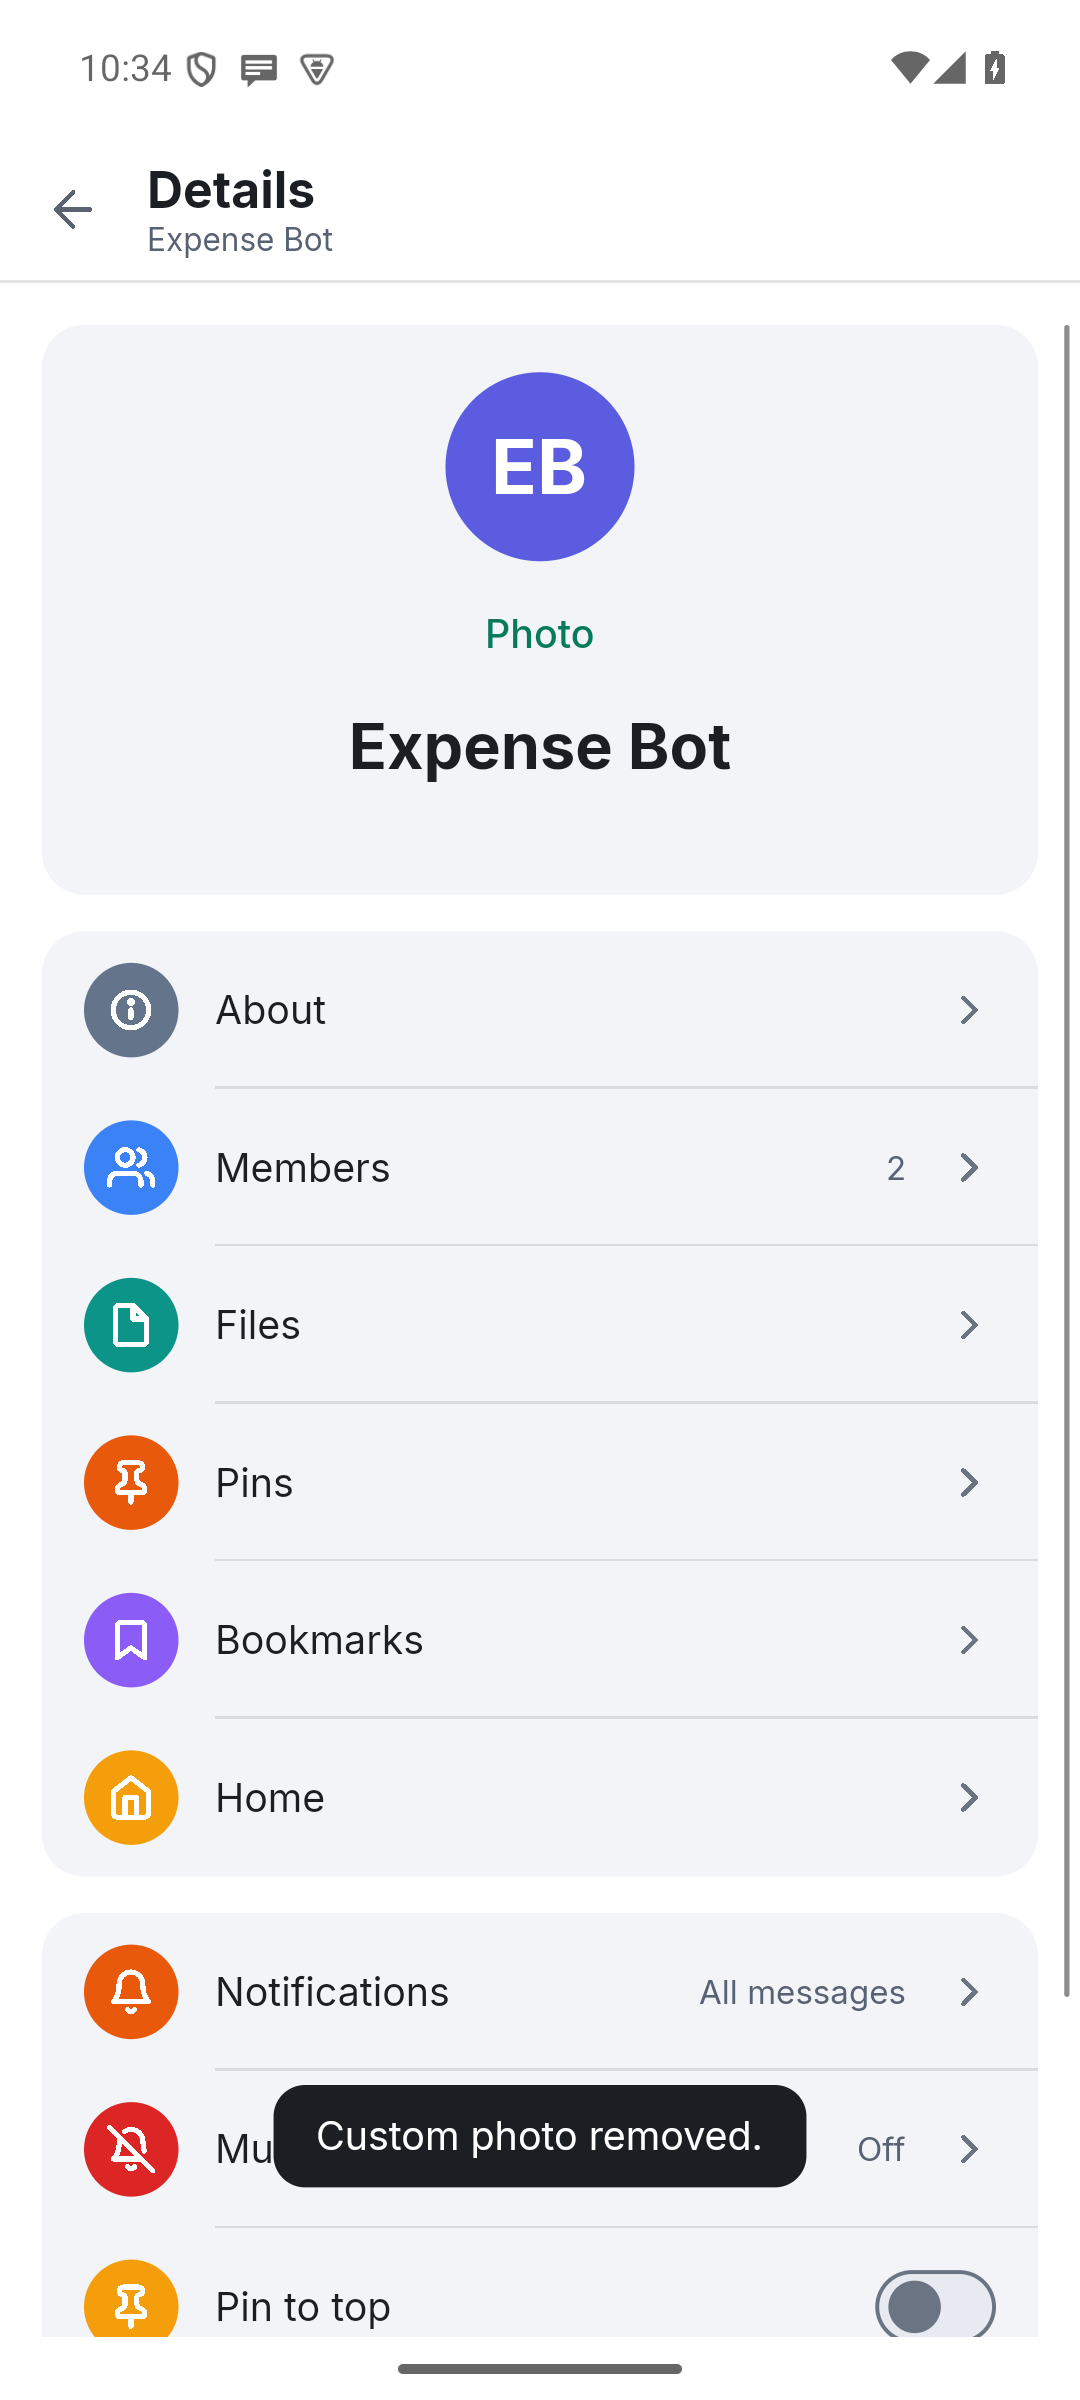 10:34
Details
Expense Bot
EB
Photo
Expense Bot
About
Members 2
Files
Pins
Bookmarks
Home
Notifications All messages
Mu Off
Custom photo removed.
Pin to top